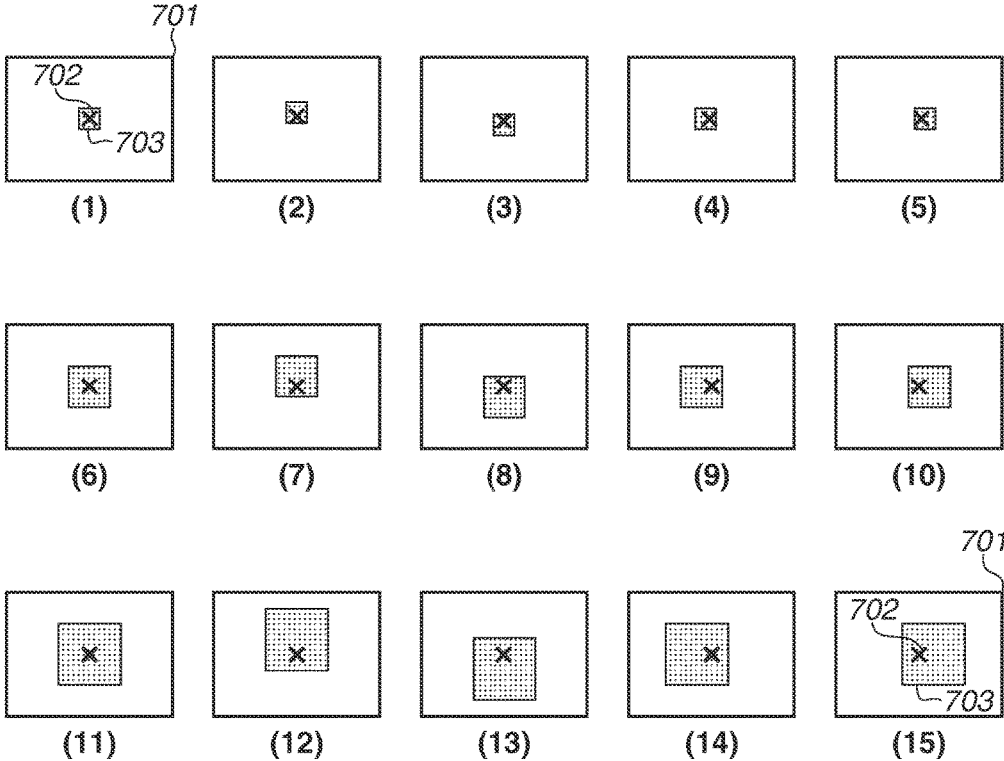 701
702
703
(1) (2) (3) (4) (5)
(6) (7) (8) (9) (10)
701
702
703
(11) (12) (13) (14) (15)